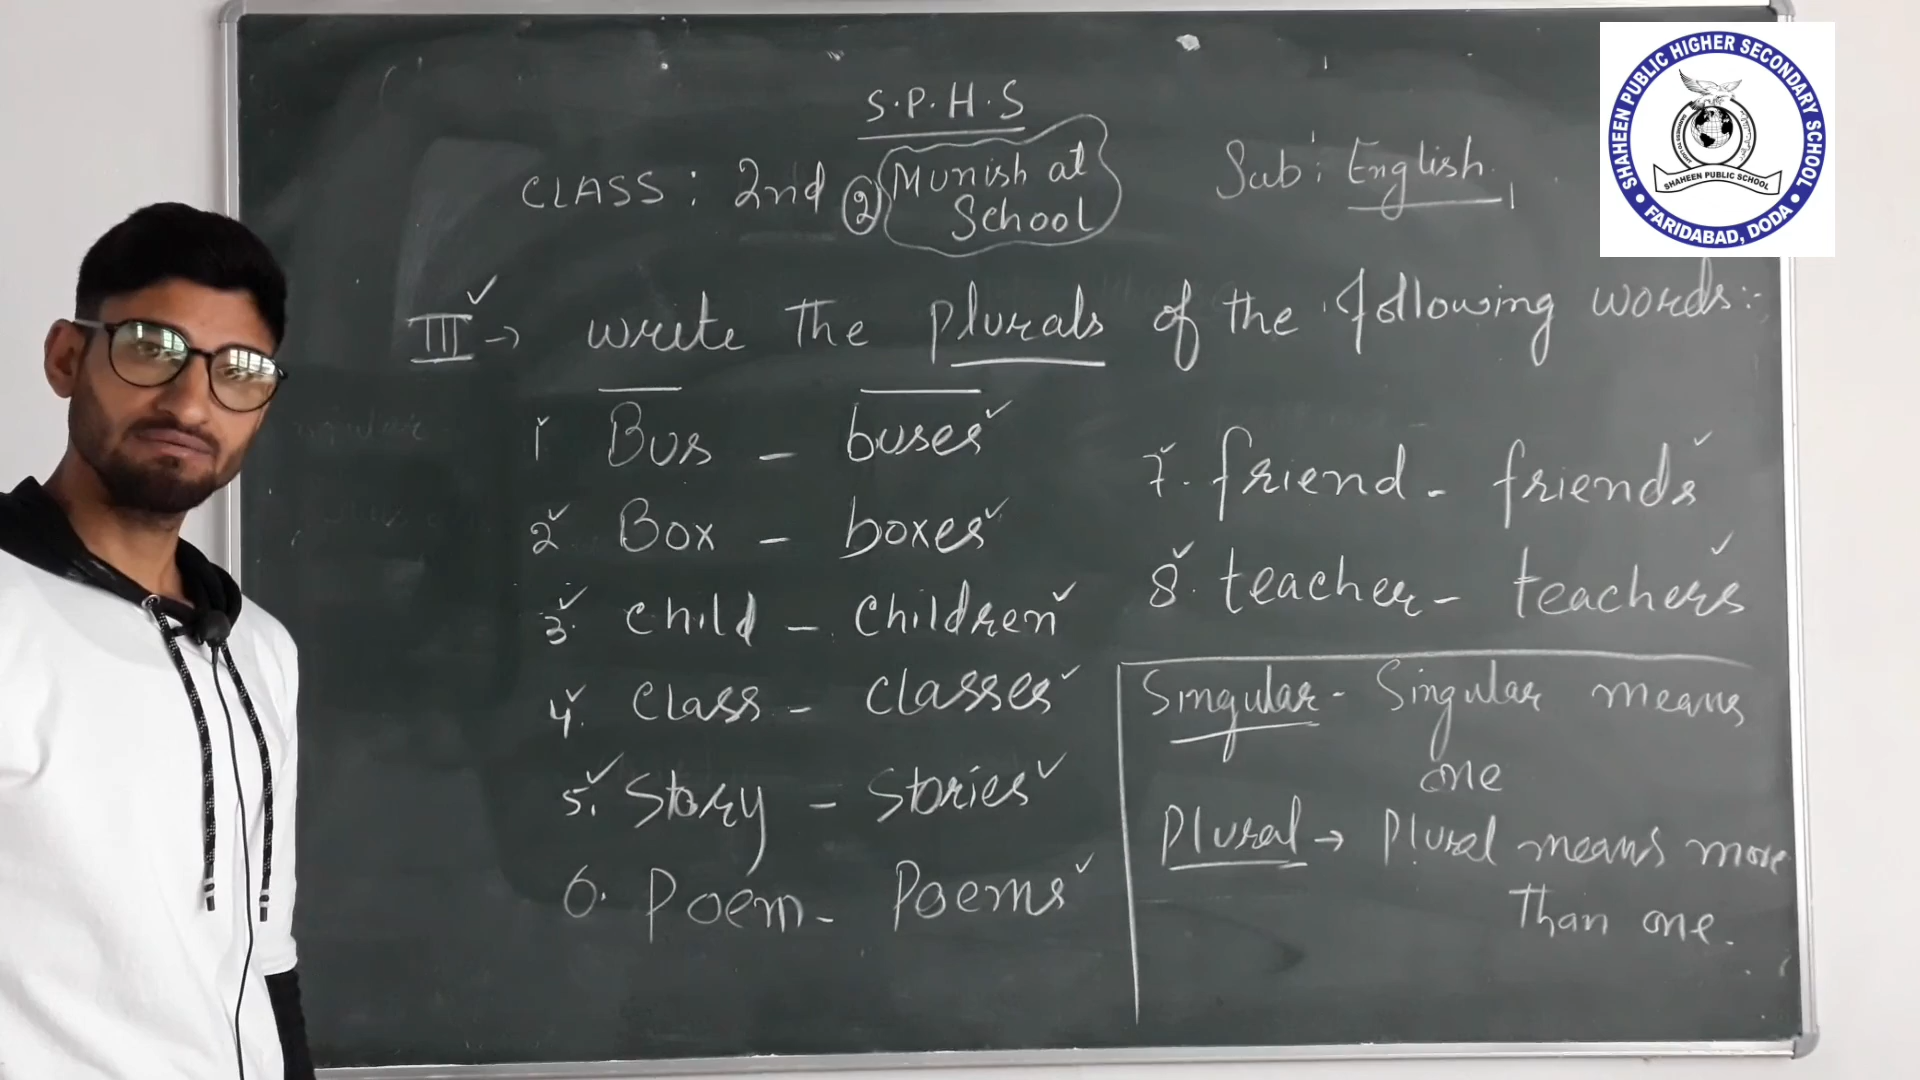 S.P.H.S
CLASS: 2nd ② Munish at School
Sub: English
III → write the plurals of the following words:-
1 Bus - buses
2 Box - boxes
3. child - children
4. class - classes
5. Story - stories
6. Poem - Poems
7. friend - friends
8. teacher - teachers
Singular - Singular means
one
Plural → Plural means more
than one.
SHAHEEN PUBLIC HIGHER SECONDARY SCHOOL
SHAHEEN PUBLIC SCHOOL
• FARIDABAD, DODA •